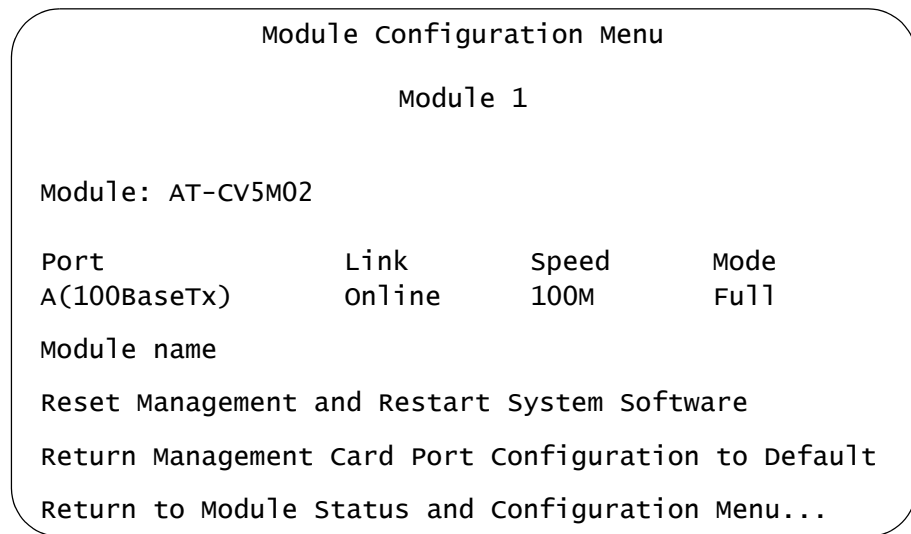 Module Configuration Menu
Module 1
Module: AT-CV5M02
Port Link Speed Mode
A(100BaseTx) Online 100M Full
Module name
Reset Management and Restart System Software
Return Management Card Port Configuration to Default
Return to Module Status and Configuration Menu...